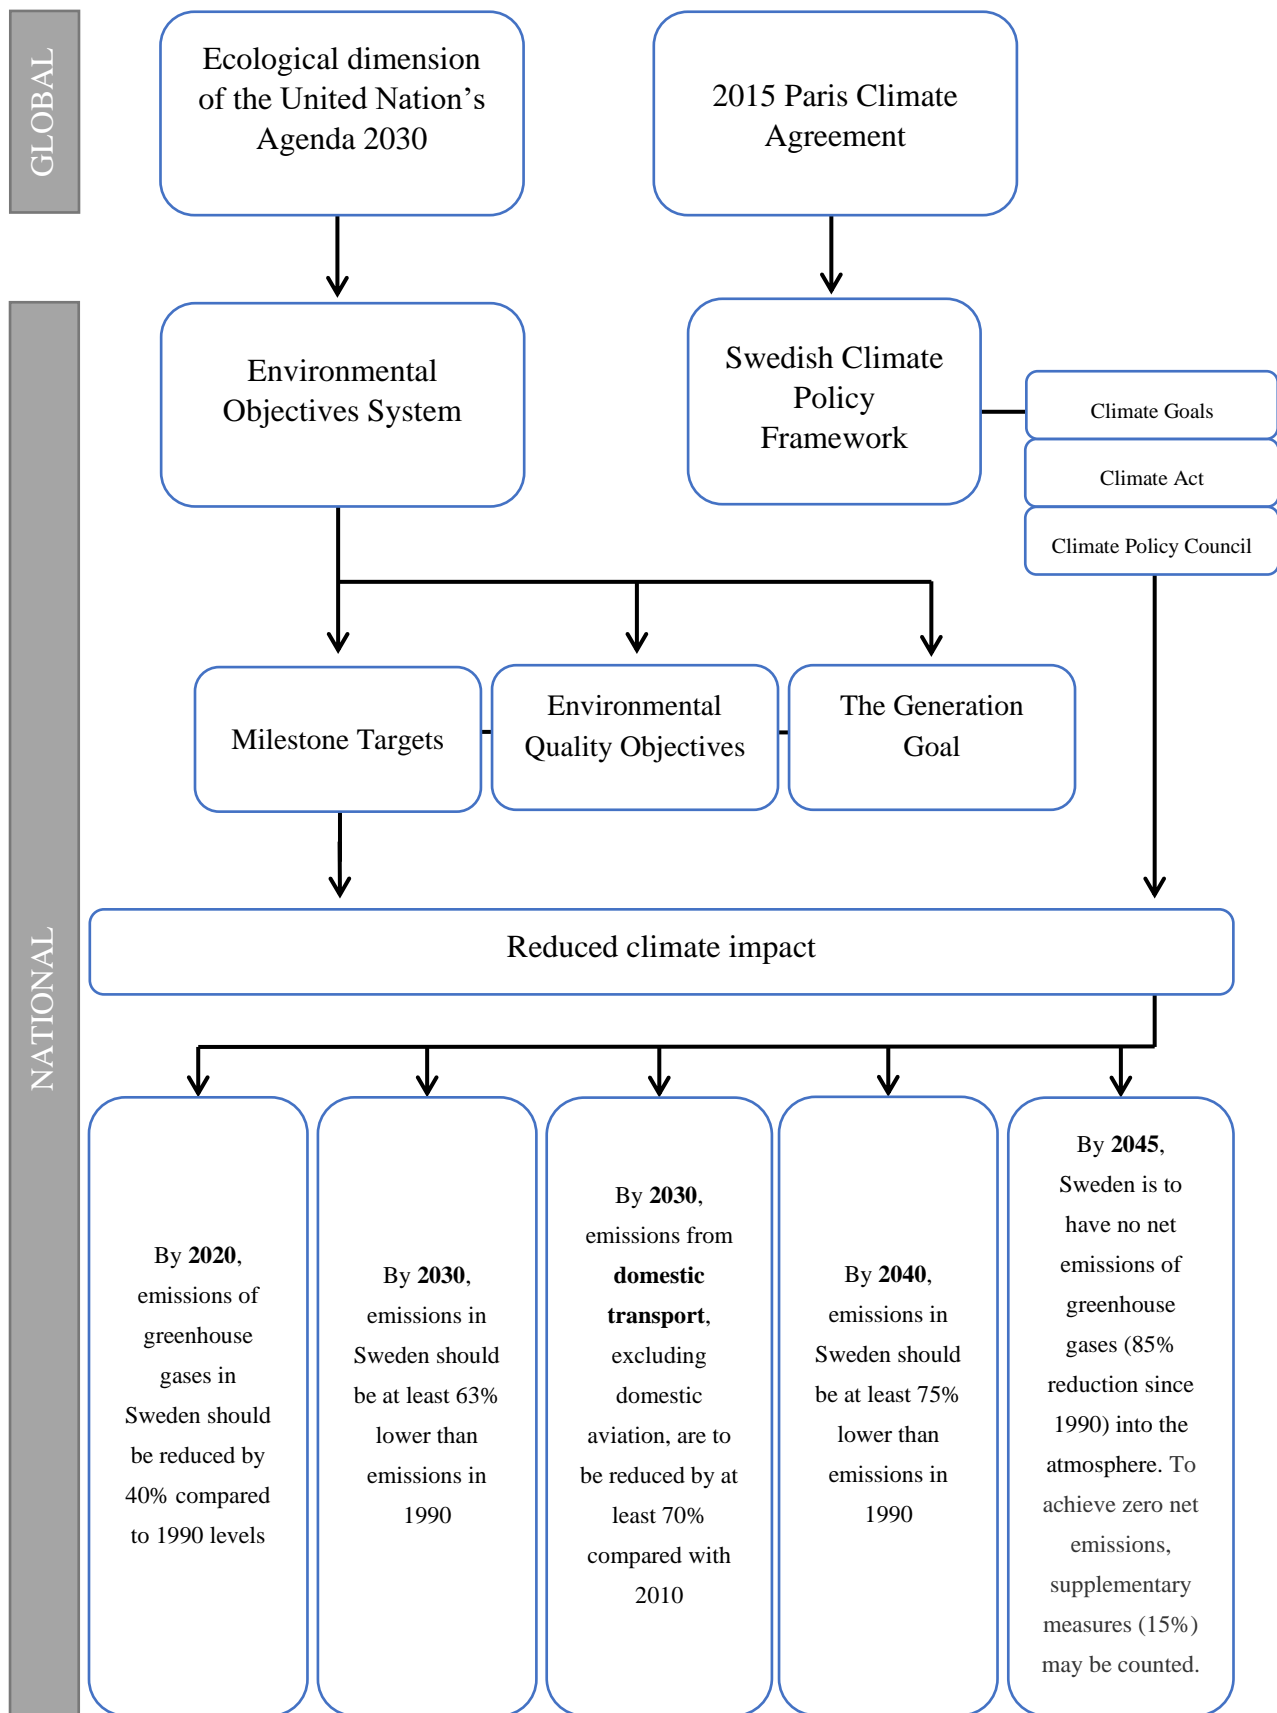 GLOBAL
Ecological dimension
of the United Nation’s
Agenda 2030
2015 Paris Climate
Agreement
NATIONAL
Environmental
Objectives System
Swedish Climate
Policy
Framework
Climate Goals
Climate Act
Climate Policy Council
Milestone Targets
Environmental
Quality Objectives
The Generation
Goal
Reduced climate impact
By 2020,
emissions of
greenhouse
gases in
Sweden should
be reduced by
40% compared
to 1990 levels
By 2030,
emissions in
Sweden should
be at least 63%
lower than
emissions in
1990
By 2030,
emissions from
domestic
transport,
excluding
domestic
aviation, are to
be reduced by at
least 70%
compared with
2010
By 2040,
emissions in
Sweden should
be at least 75%
lower than
emissions in
1990
By 2045,
Sweden is to
have no net
emissions of
greenhouse
gases (85%
reduction since
1990) into the
atmosphere. To
achieve zero net
emissions,
supplementary
measures (15%)
may be counted.